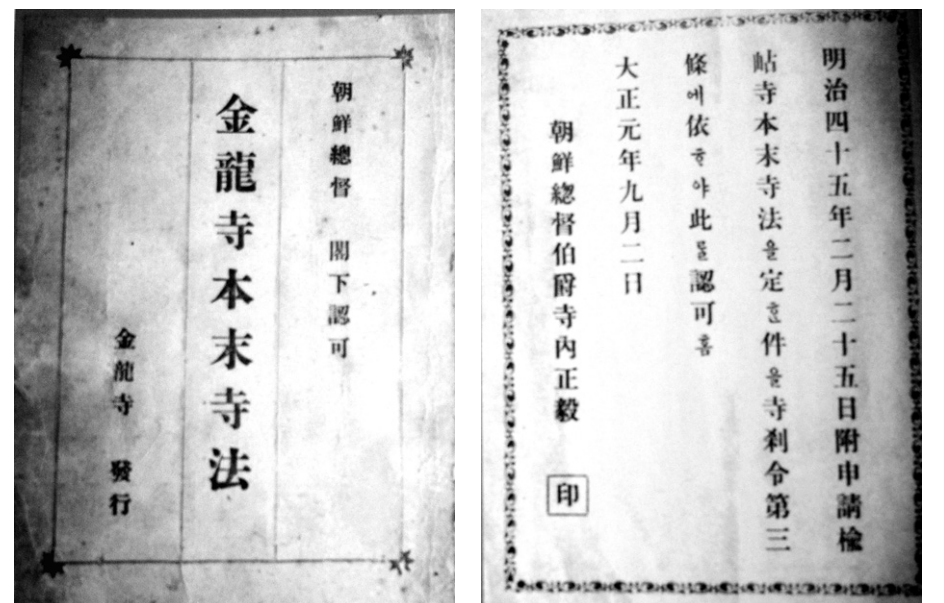 朝鮮總督 閣下認可
金龍寺本末寺法
金龍寺 發行
明治四十五年二月二十五日附申請楡
岾寺本末寺法을定한件을寺刹令第三
條에依하야此를認可홈
大正元年九月二日
朝鮮總督伯爵寺內正毅 印